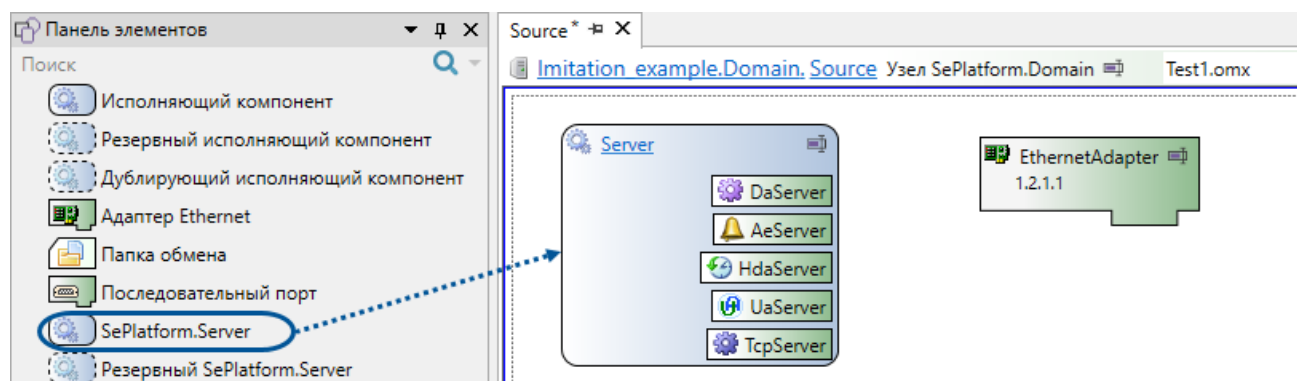 Панель элементов
Поиск
Исполняющий компонент
Резервный исполняющий компонент
Дублирующий исполняющий компонент
Адаптер Ethernet
Папка обмена
Последовательный порт
SePlatform.Server
Резервный SePlatform.Server
Source*
Imitation_example.Domain. Source Узел SePlatform.Domain Test1.omx
Server
DaServer
AeServer
HdaServer
UaServer
TcpServer
EthernetAdapter
1.2.1.1